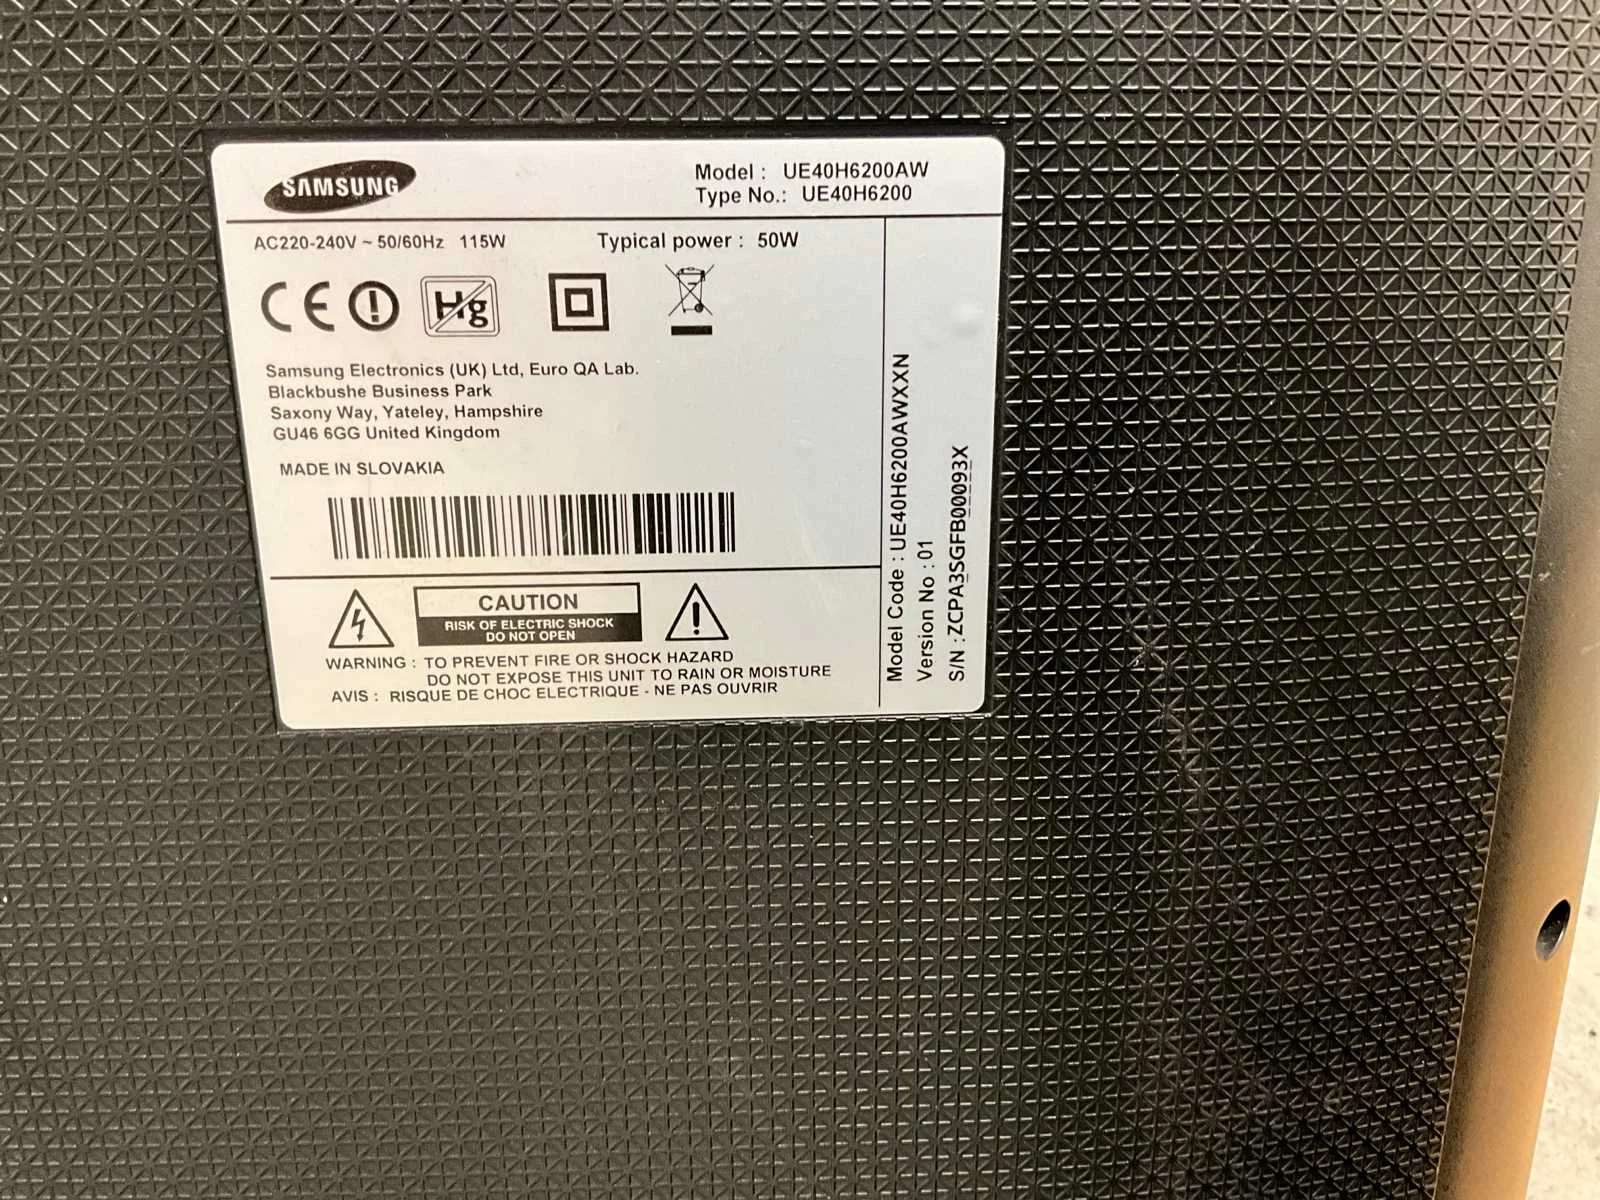 SAMSUNG
Model : UE40H6200AW
Type No.: UE40H6200
AC220-240V ~ 50/60Hz 115W
Typical power : 50W
CE
Hg
Samsung Electronics (UK) Ltd, Euro QA Lab.
Blackbushe Business Park
Saxony Way, Yateley, Hampshire
GU46 6GG United Kingdom
MADE IN SLOVAKIA
CAUTION
RISK OF ELECTRIC SHOCK
DO NOT OPEN
WARNING : TO PREVENT FIRE OR SHOCK HAZARD
DO NOT EXPOSE THIS UNIT TO RAIN OR MOISTURE
AVIS : RISQUE DE CHOC ELECTRIQUE - NE PAS OUVRIR
Model Code : UE40H6200AWXXN
Version No : 01
S/N : ZCPA3SGFB00093X